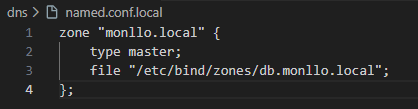 dns > named.conf.local
1 zone "monllo.local" {
2 type master;
3 file "/etc/bind/zones/db.monllo.local";
4 };